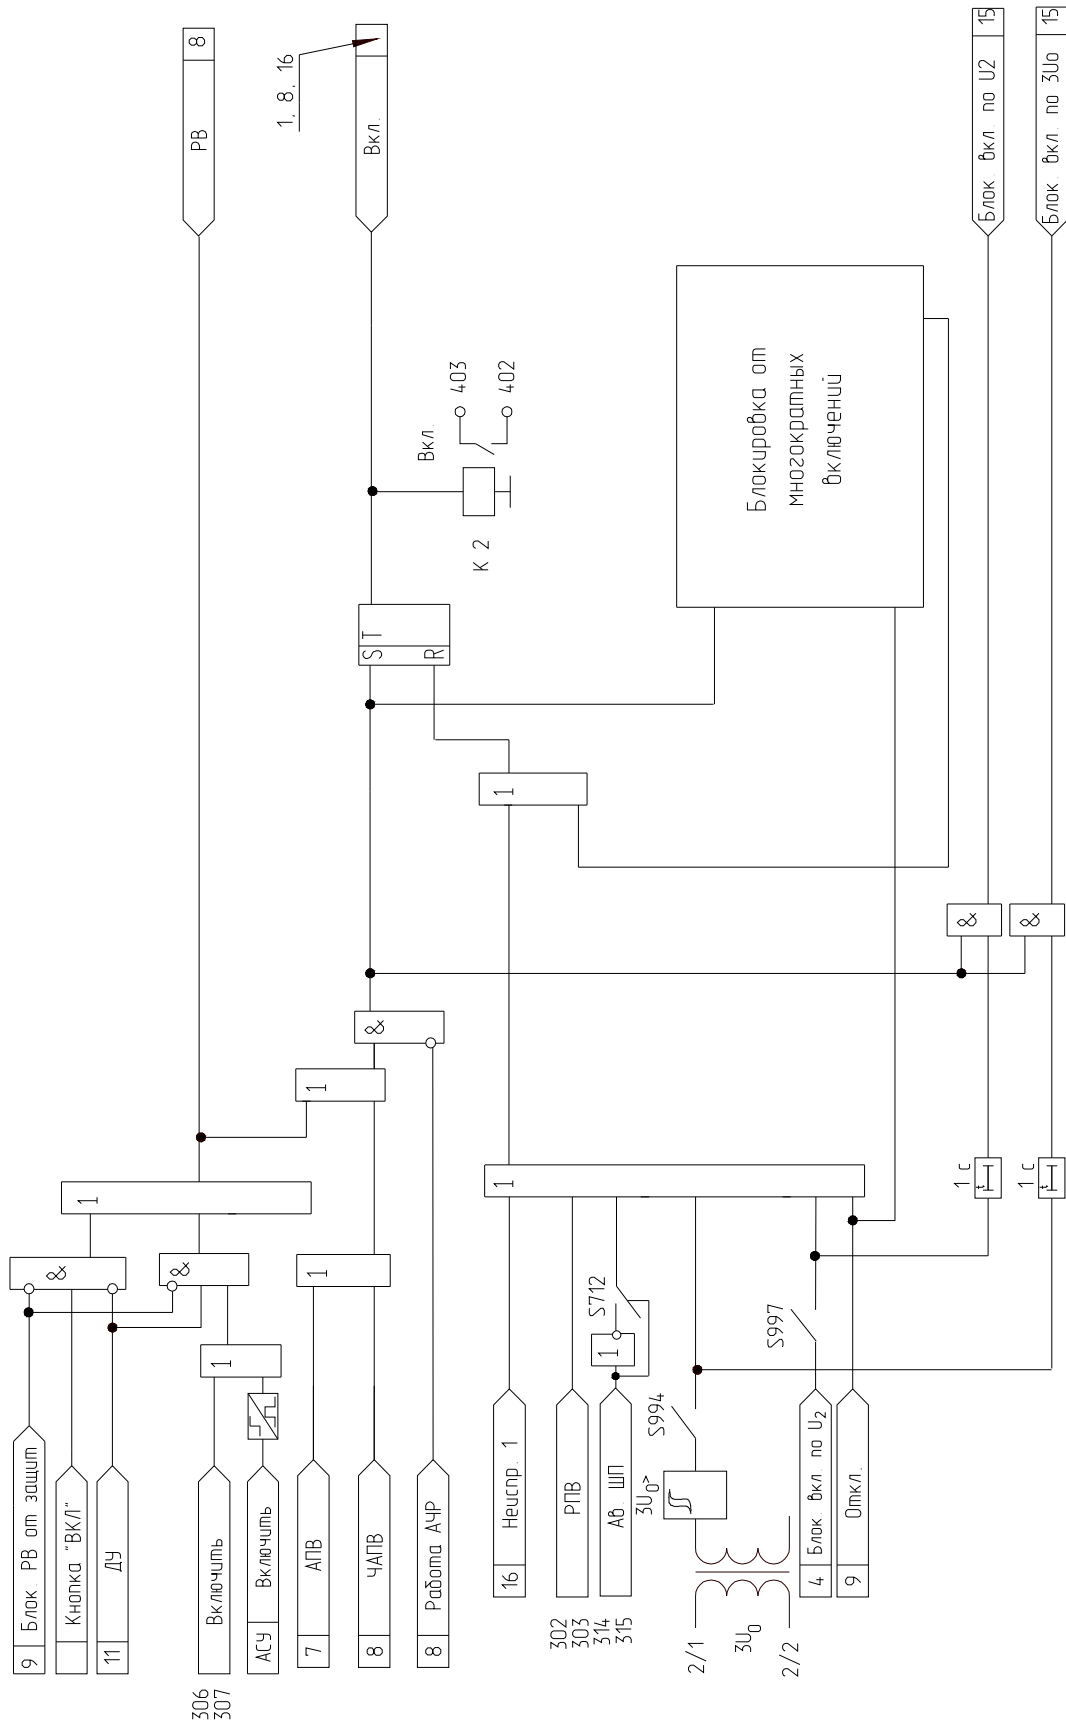 9 Блок. РВ от защит
Кнопка "ВКЛ"
11 ДУ
306
307
Включить
АСУ Включить
7 АПВ
8 ЧАПВ
8 Работа АЧР
16 Неиспр. 1
302
303
РПВ
314
315
Ав. ШП
2/1
2/2
3U0
3U0>
4 Блок. вкл. по U2
9 Откл.
S712
S994
S997
&
&
1
1
1
1
1
1
1
&
1
&
&
1 с
t
1 с
t
S T
R
К 2
Вкл.
403
402
Блокировка от
многократных
включений
РВ 8
Вкл.
1, 8, 16
Блок. вкл. по U2 15
Блок. вкл. по 3Uo 15